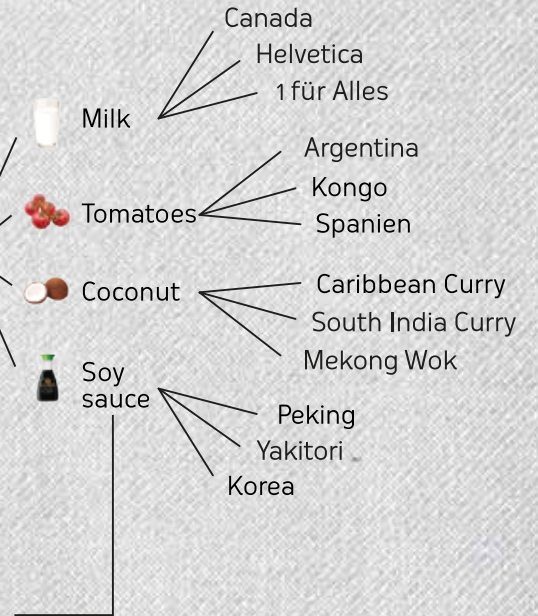 Canada
Helvetica
Milk
1 für Alles
Argentina
Tomatoes
Kongo
Spanien
Coconut
Caribbean Curry
South India Curry
Mekong Wok
Soy
sauce
Peking
Yakitori
Korea